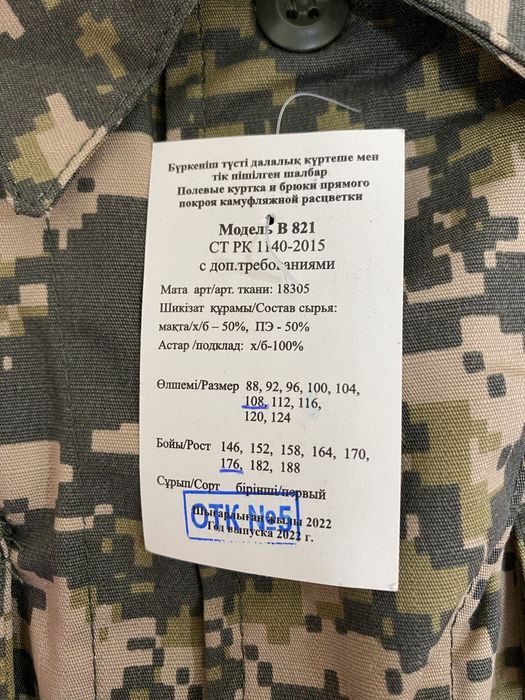 Бүркеніш түсті далалық күртеше мен
тік пішілген шалбар
Полевые куртка и брюки прямого
покроя камуфляжной расцветки
Модель В 821
СТ РК 1140-2015
с доп.требованиями
Мата арт/арт. ткани: 18305
Шикізат құрамы/Состав сырья:
мақта/х/б – 50%, ПЭ - 50%
Астар /подклад: х/б-100%
Өлшемі/Размер 88, 92, 96, 100, 104,
108, 112, 116,
120, 124
Бойы/Рост 146, 152, 158, 164, 170,
176, 182, 188
Сұрып/Сорт бірінші/первый
ОТК №5
Шығарылған жылы 2022
Год выпуска 2022 г.